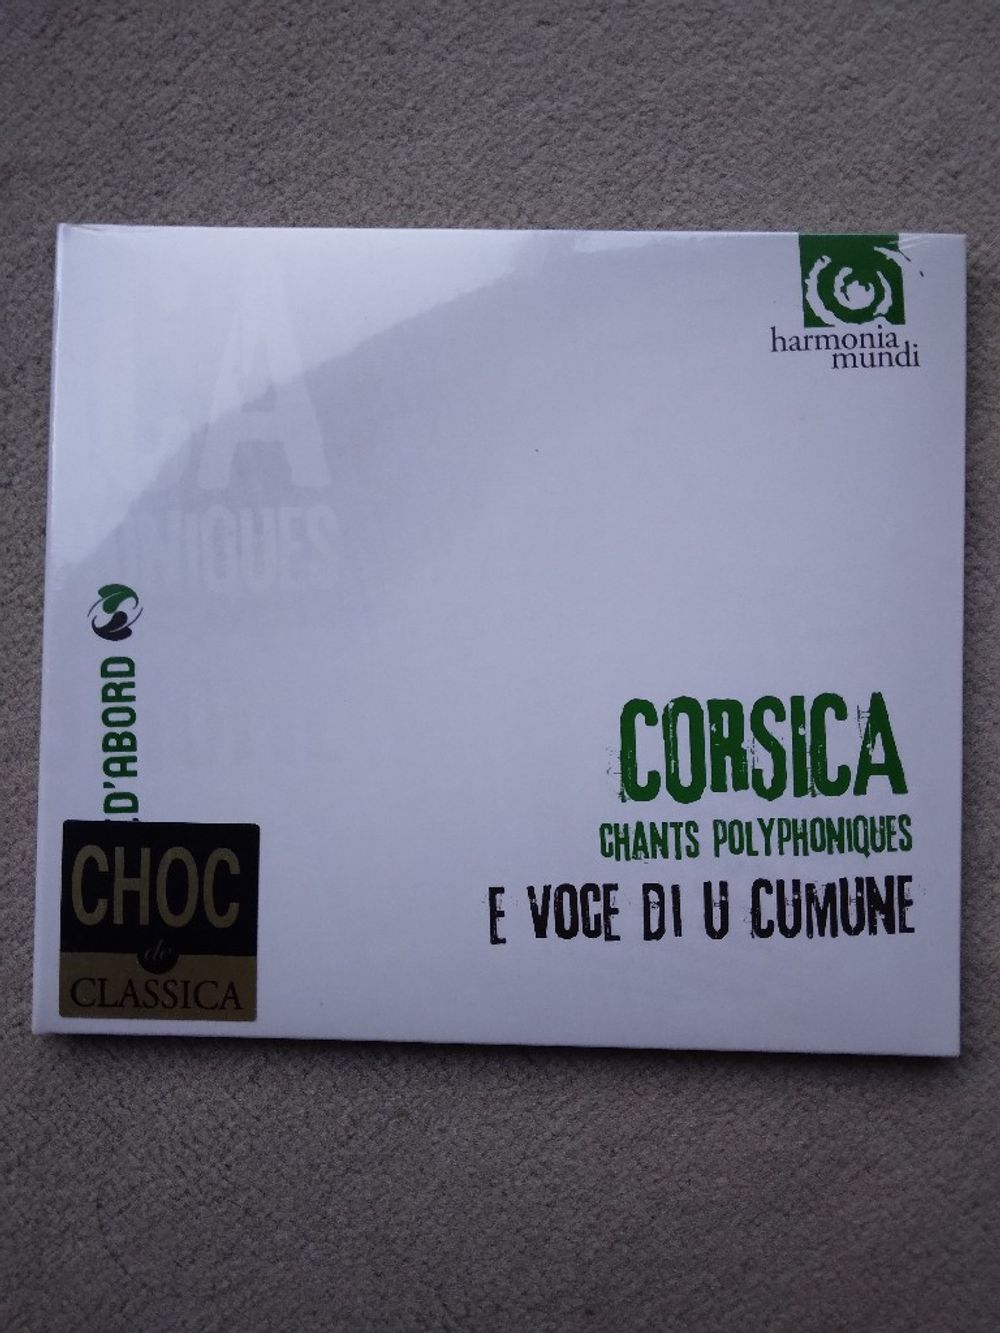 harmonia
mundi
D'ABORD
CORSICA
CHANTS POLYPHONIQUES
E VOCE DI U CUMUNE
CHOC
de
CLASSICA